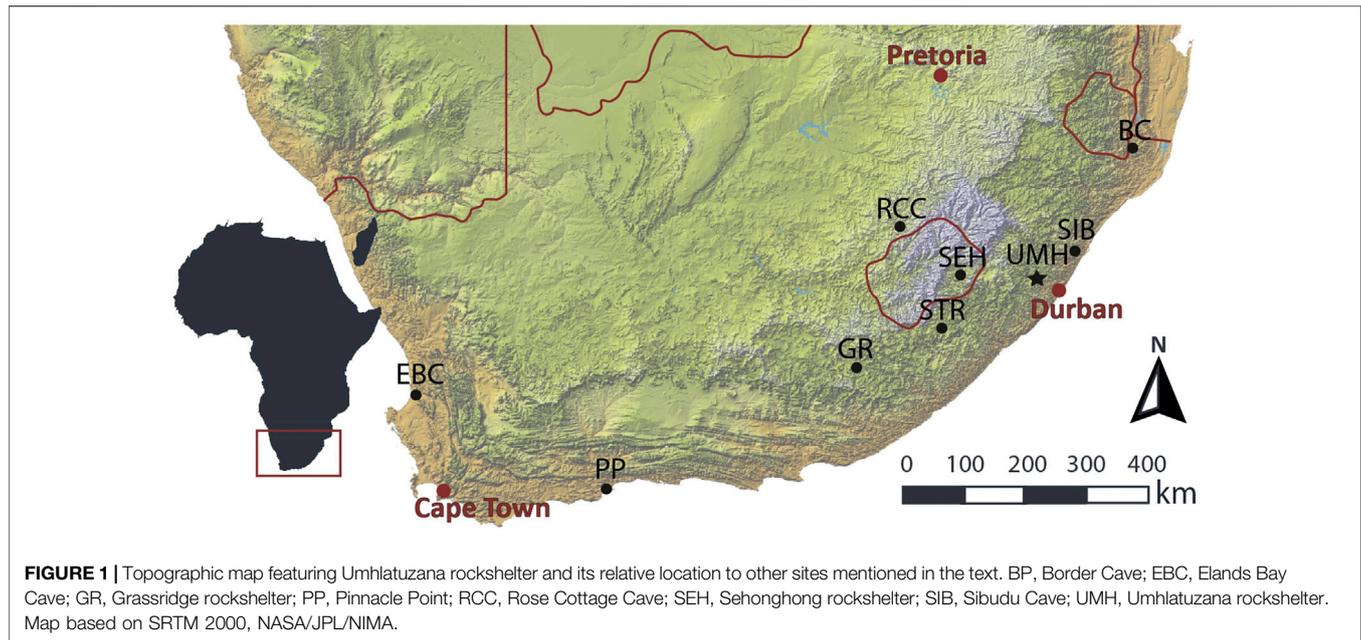 Pretoria
BC
RCC
SIB
SEH
UMH
Durban
STR
GR
EBC
N
PP
0 100 200 300 400
km
Cape Town
FIGURE 1 | Topographic map featuring Umhlatuzana rockshelter and its relative location to other sites mentioned in the text. BP, Border Cave; EBC, Elands Bay
Cave; GR, Grassridge rockshelter; PP, Pinnacle Point; RCC, Rose Cottage Cave; SEH, Sehonghong rockshelter; SIB, Sibudu Cave; UMH, Umhlatuzana rockshelter.
Map based on SRTM 2000, NASA/JPL/NIMA.